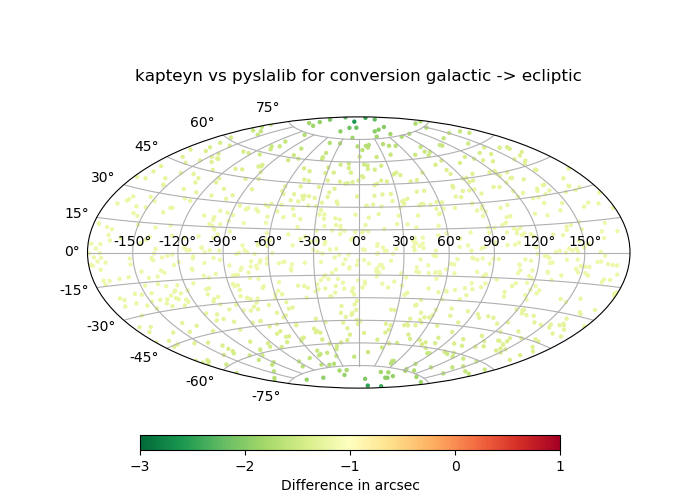 kapteyn vs pyslalib for conversion galactic -> ecliptic
75°
60°
45°
30°
15°
-150° -120° -90° -60° -30° 0° 30° 60° 90° 120° 150°
0°
-15°
-30°
-45°
-60°
-75°
−3 −2 −1 0 1
Difference in arcsec